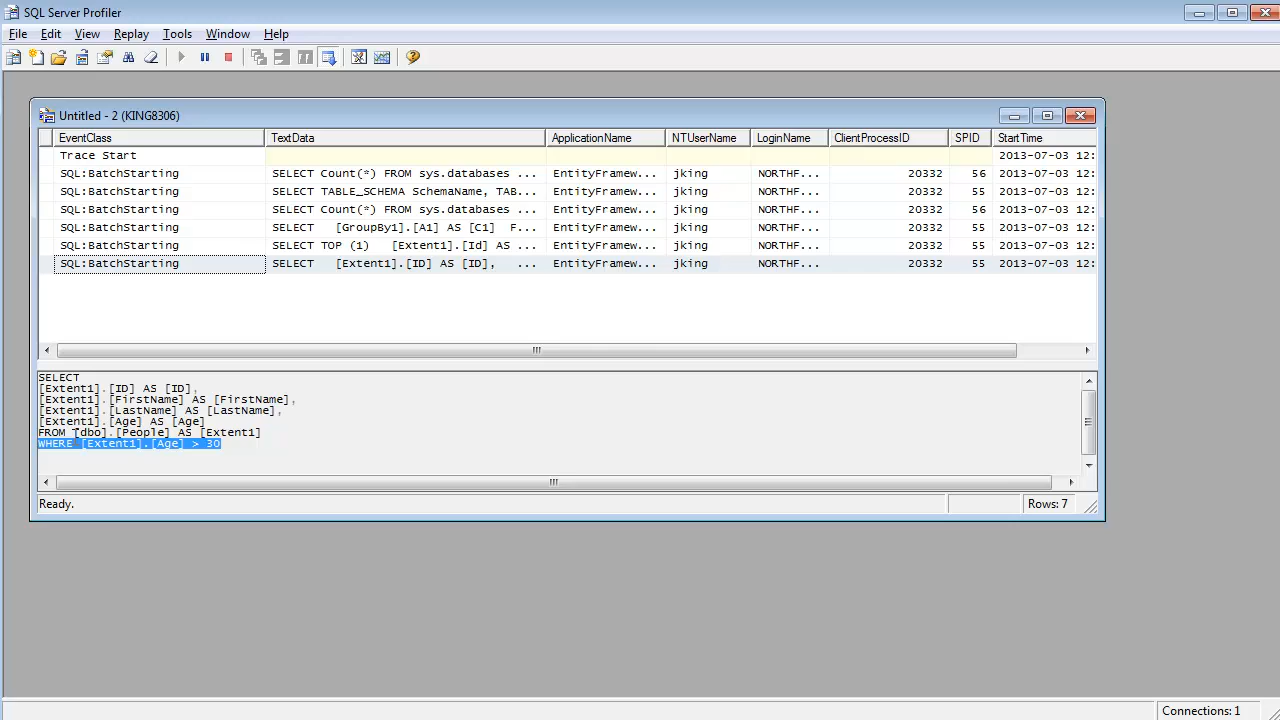 SQL Server Profiler
File Edit View Replay Tools Window Help
Untitled - 2 (KING8306)
EventClass TextData ApplicationName NTUserName LoginName ClientProcessID SPID StartTime
Trace Start 2013-07-03 12:
SQL:BatchStarting SELECT Count(*) FROM sys.databases ... EntityFramew... jking NORTHF... 20332 56 2013-07-03 12:
SQL:BatchStarting SELECT TABLE_SCHEMA SchemaName, TAB... EntityFramew... jking NORTHF... 20332 55 2013-07-03 12:
SQL:BatchStarting SELECT Count(*) FROM sys.databases ... EntityFramew... jking NORTHF... 20332 56 2013-07-03 12:
SQL:BatchStarting SELECT [GroupBy1].[A1] AS [C1] F... EntityFramew... jking NORTHF... 20332 55 2013-07-03 12:
SQL:BatchStarting SELECT TOP (1) [Extent1].[Id] AS ... EntityFramew... jking NORTHF... 20332 55 2013-07-03 12:
SQL:BatchStarting SELECT [Extent1].[ID] AS [ID], ... EntityFramew... jking NORTHF... 20332 55 2013-07-03 12:
SELECT
[Extent1].[ID] AS [ID],
[Extent1].[FirstName] AS [FirstName],
[Extent1].[LastName] AS [LastName],
[Extent1].[Age] AS [Age]
FROM [dbo].[People] AS [Extent1]
WHERE [Extent1].[Age] > 30
Ready. Rows: 7
Connections: 1